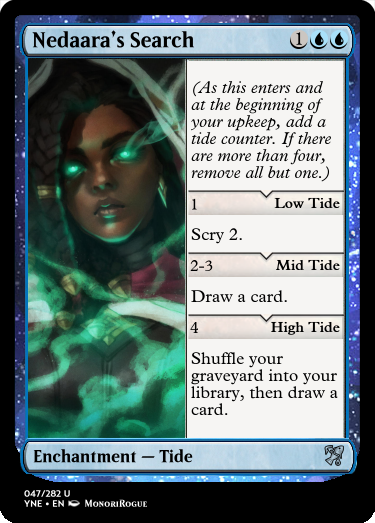 Nedaara's Search 1
(As this enters and
at the beginning of
your upkeep, add a
tide counter. If there
are more than four,
remove all but one.)
1 Low Tide
Scry 2.
2-3 Mid Tide
Draw a card.
4 High Tide
Shuffle your
graveyard into your
library, then draw a
card.
Enchantment — Tide
047/282 U
YNE • EN MonoriRogue